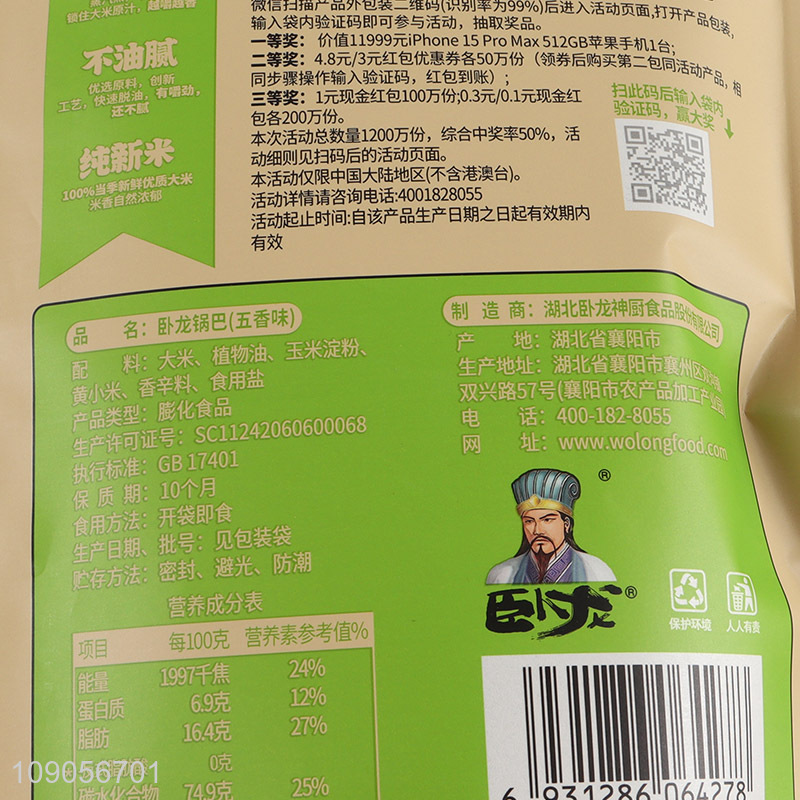 锁住大米原汁，越嚼越香
不油腻
优选原料，创新
工艺，快速脱油，有嚼劲，
还不腻
纯新米
100%当季新鲜优质大米
米香自然浓郁
微信扫描产品外包装二维码(识别率为99%)后进入活动页面,打开产品包装,
输入袋内验证码即可参与活动，抽取奖品。
一等奖： 价值11999元iPhone 15 Pro Max 512GB苹果手机1台;
二等奖： 4.8元/3元红包优惠券各50万份（领券后购买第二包同活动产品，相
同步骤操作输入验证码，红包到账）;
三等奖：1元现金红包100万份;0.3元/0.1元现金红
包各200万份。
本次活动总数量1200万份，综合中奖率50%，活
动细则见扫码后的活动页面。
本活动仅限中国大陆地区(不含港澳台)。
活动详情请咨询电话:4001828055
活动起止时间:自该产品生产日期之日起有效期内
有效
扫此码后输入袋内
验证码，赢大奖
品 名：卧龙锅巴(五香味)
配 料：大米、植物油、玉米淀粉、
黄小米、香辛料、食用盐
产品类型：膨化食品
生产许可证号：SC11242060600068
执行标准：GB 17401
保 质 期：10个月
食用方法：开袋即食
生产日期、批号：见包装袋
贮存方法：密封、避光、防潮
制 造 商：湖北卧龙神厨食品股份有限公司
产 地：湖北省襄阳市
生产地址：湖北省襄阳市襄州区双沟镇
双兴路57号(襄阳市农产品加工产业园
电 话：400-182-8055
网 址：www.wolongfood.com
®
卧龙®
保护环境 人人有责
营养成分表
项目 每100克 营养素参考值%
能量 1997千焦 24%
蛋白质 6.9克 12%
脂肪 16.4克 27%
0克
碳水化合物 74.9克 25%
6 931286 064278
109056701